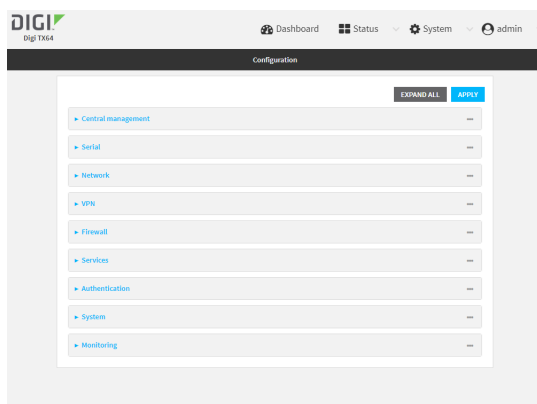 DIGI
Digi TX64
Dashboard Status System admin
Configuration
EXPAND ALL APPLY
Central management
Serial
Network
VPN
Firewall
Services
Authentication
System
Monitoring